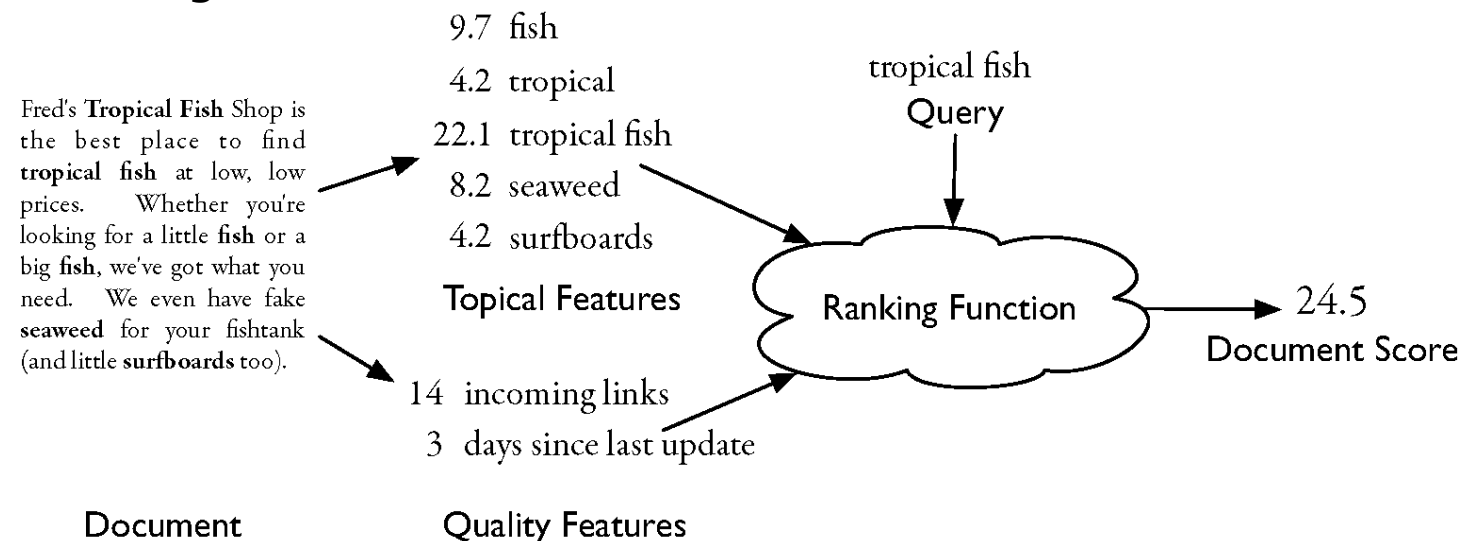 Fred's Tropical Fish Shop is
the best place to find
tropical fish at low, low
prices. Whether you're
looking for a little fish or a
big fish, we've got what you
need. We even have fake
seaweed for your fishtank
(and little surfboards too).
Document
9.7 fish
4.2 tropical
22.1 tropical fish
8.2 seaweed
4.2 surfboards
Topical Features
14 incoming links
3 days since last update
Quality Features
tropical fish
Query
Ranking Function
24.5
Document Score